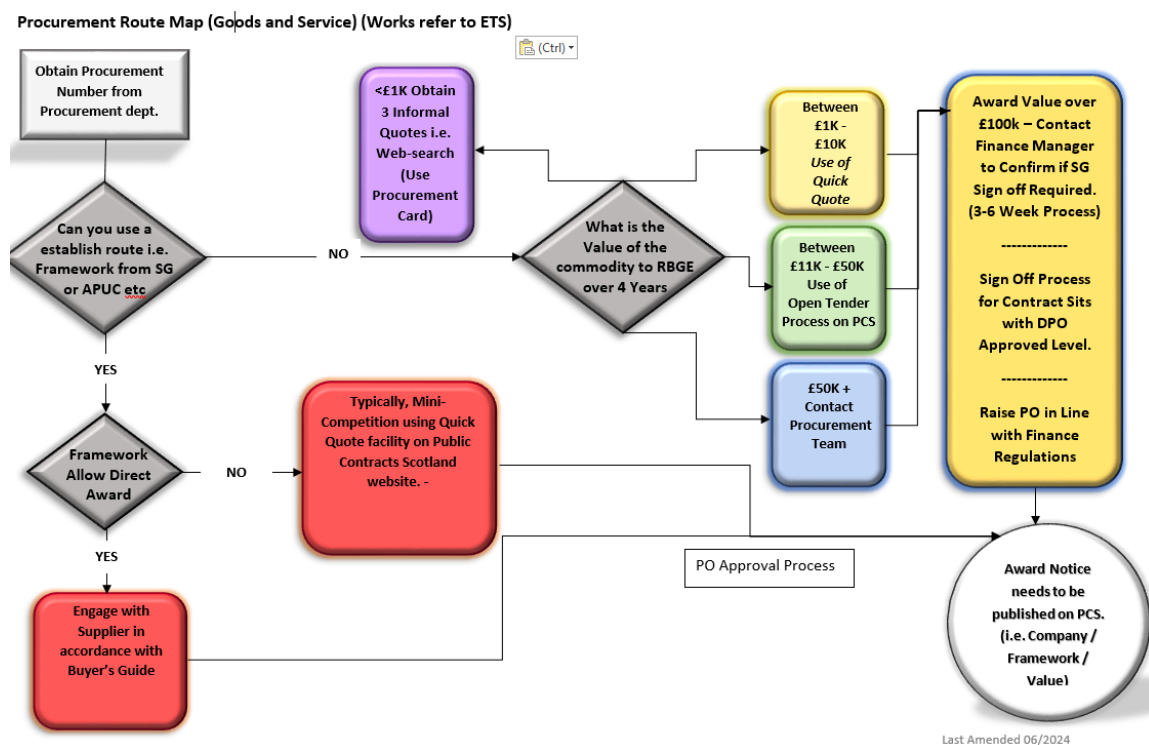 Procurement Route Map (Goods and Service) (Works refer to ETS)
(Ctrl)
Obtain Procurement
Number from
Procurement dept.
<£1K Obtain
3 Informal
Quotes i.e.
Web-search
(Use
Procurement
Card)
Between
£1K -
£10K
Use of
Quick
Quote
Award Value over
£100k – Contact
Finance Manager
to Confirm if SG
Sign off Required.
(3-6 Week Process)
-------------
Sign Off Process
for Contract Sits
with DPO
Approved Level.
-------------
Raise PO in Line
with Finance
Regulations
Can you use a
establish route i.e.
Framework from SG
or APUC etc
NO
What is the
Value of the
commodity to RBGE
over 4 Years
Between
£11K - £50K
Use of
Open Tender
Process on PCS
£50K +
Contact
Procurement
Team
YES
Framework
Allow Direct
Award
NO
Typically, Mini-
Competition using Quick
Quote facility on Public
Contracts Scotland
website. -
YES
Engage with
Supplier in
accordance with
Buyer’s Guide
PO Approval Process
Award Notice
needs to be
published on PCS.
(i.e. Company /
Framework /
Value)
Last Amended 06/2024